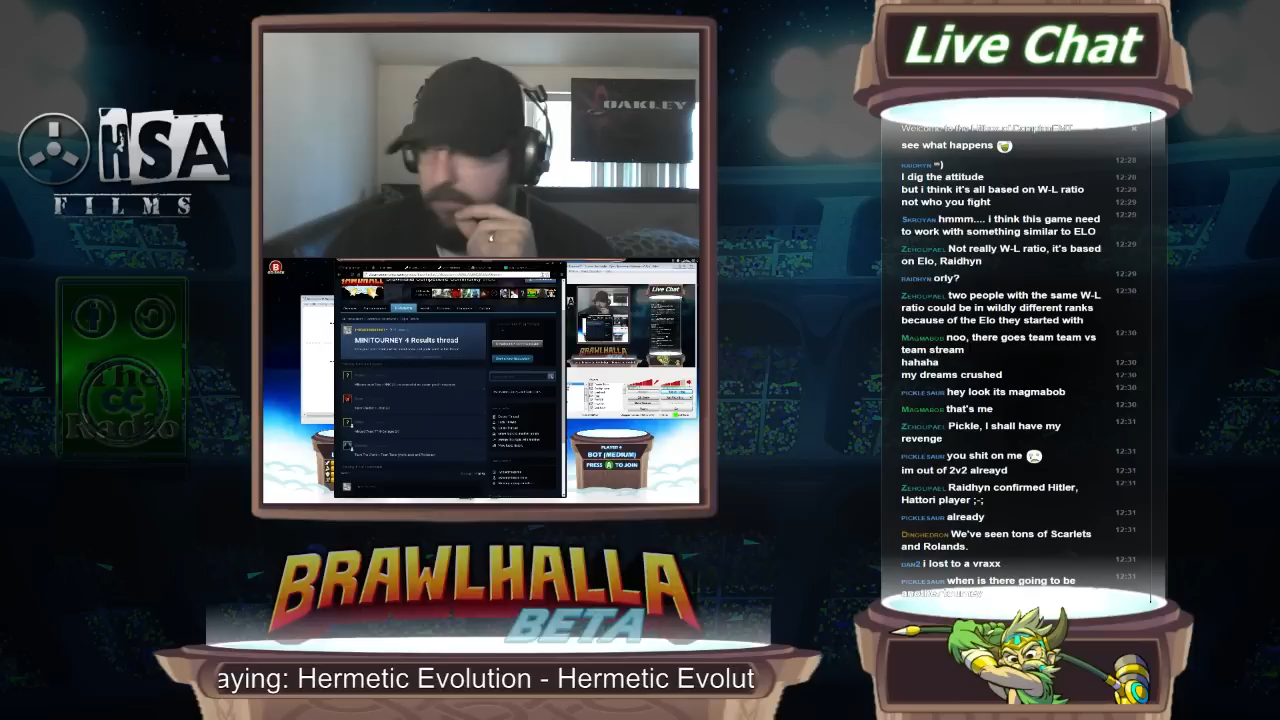 HSA
FILMS
OAKLEY
MINITOURNEY 4 Results thread
Live Chat
BOT (MEDIUM)
PRESS A TO JOIN
BRAWLHALLA
BETA
aying: Hermetic Evolution - Hermetic Evolut
Live Chat
see what happens
12:28
RAIDHYN =)
I dig the attitude
12:28
but i think it's all based on W-L ratio
12:29
not who you fight
12:29
SKROYAN hmmm.... i think this game need
12:29
to work with something similar to ELO
ZEHOLIPAEL Not really W-L ratio, it's based
12:29
on Elo, Raidhyn
RAIDHYN orly?
12:29
ZEHOLIPAEL two people with the same W-L
12:30
ratio could be in wildly different ranks
because of the Elo they started with
MAGMABOB noo, there goes team team vs
12:30
team stream
hahaha
12:30
my dreams crushed
12:30
PICKLESAUR hey look its magmabob
12:30
MAGMABOB that's me
12:30
ZEHOLIPAEL Pickle, I shall have my
12:30
revenge
PICKLESAUR you shit on me
12:31
im out of 2v2 alreayd
12:31
ZEHOLIPAEL Raidhyn confirmed Hitler,
12:31
Hattori player ;-;
PICKLESAUR already
12:31
DINOHEDRON We've seen tons of Scarlets
12:31
and Rolands.
DAN2 i lost to a vraxx
12:31
PICKLESAUR when is there going to be
12:31